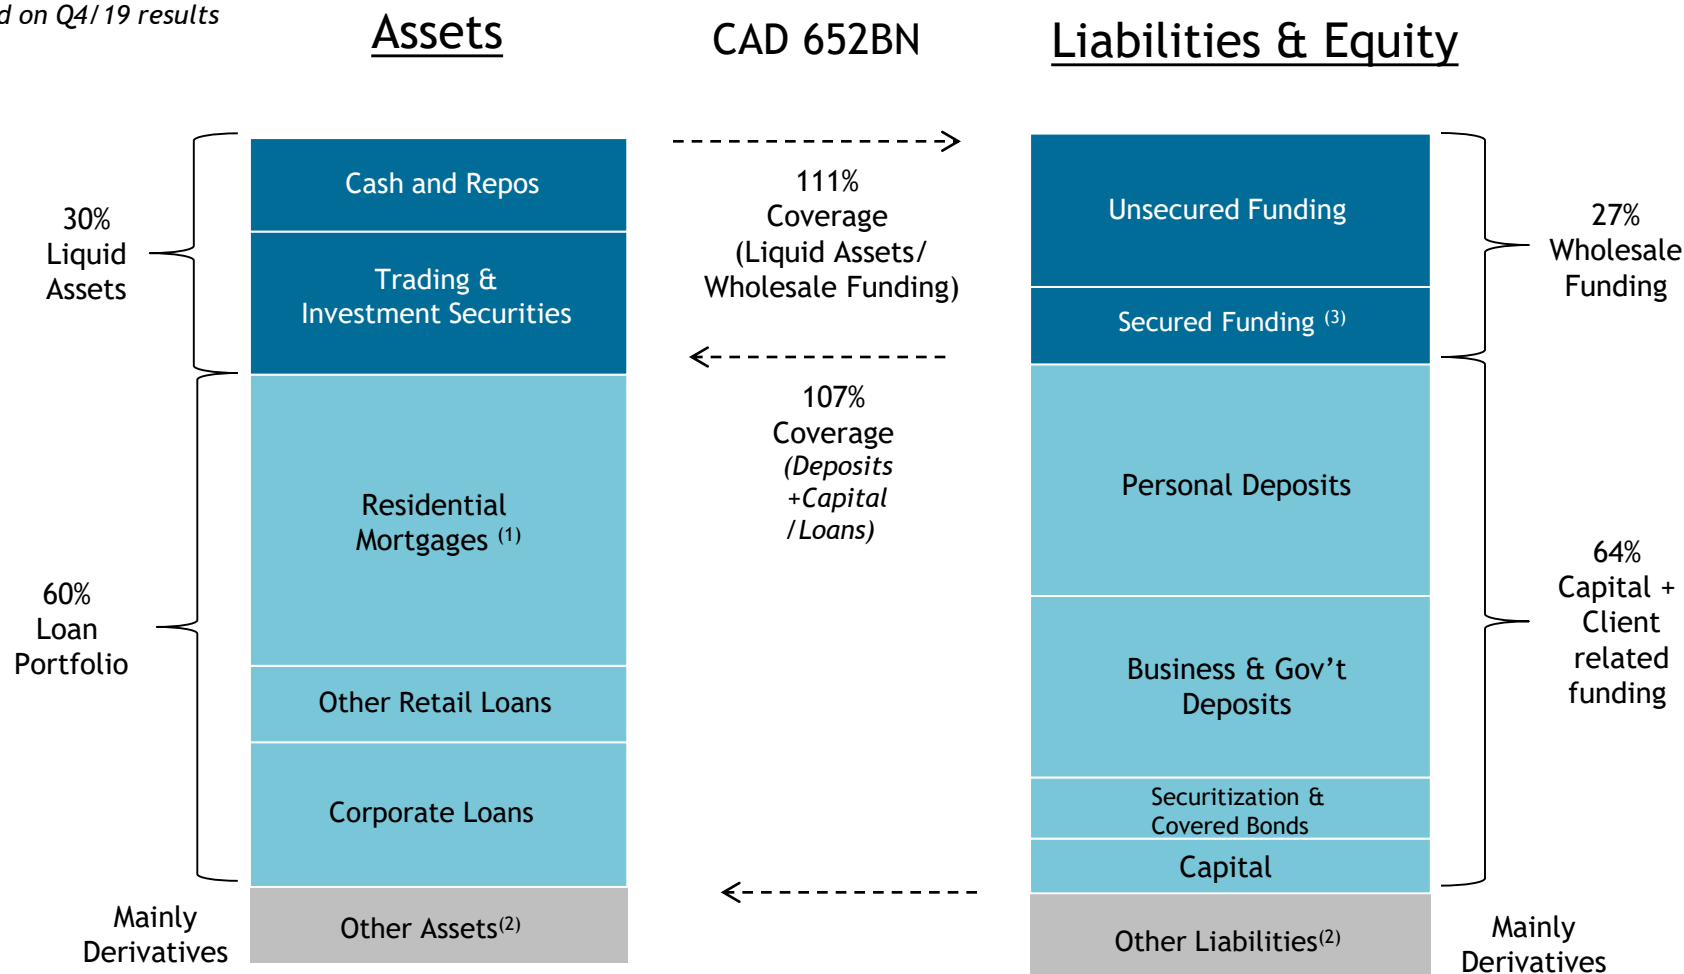 on Q4/19 results
Assets
CAD 652BN
Liabilities & Equity
30%
Liquid
Assets
Cash and Repos
Trading &
Investment Securities
111%
Coverage
(Liquid Assets/
Wholesale Funding)
Unsecured Funding
Secured Funding (3)
27%
Wholesale
Funding
107%
Coverage
(Deposits
+Capital
/Loans)
60%
Loan
Portfolio
Residential
Mortgages (1)
Other Retail Loans
Corporate Loans
Personal Deposits
Business & Gov't
Deposits
Securitization &
Covered Bonds
Capital
64%
Capital +
Client
related
funding
Mainly
Derivatives
Other Assets(2)
Other Liabilities(2)
Mainly
Derivatives